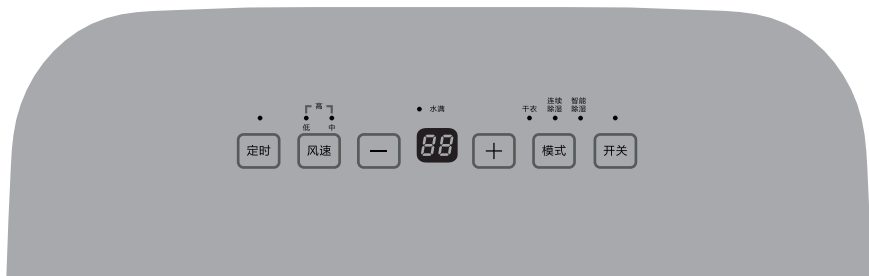 高
低 中
水满
干衣
连续
除湿
智能
除湿
定时
风速
－
88
＋
模式
开关